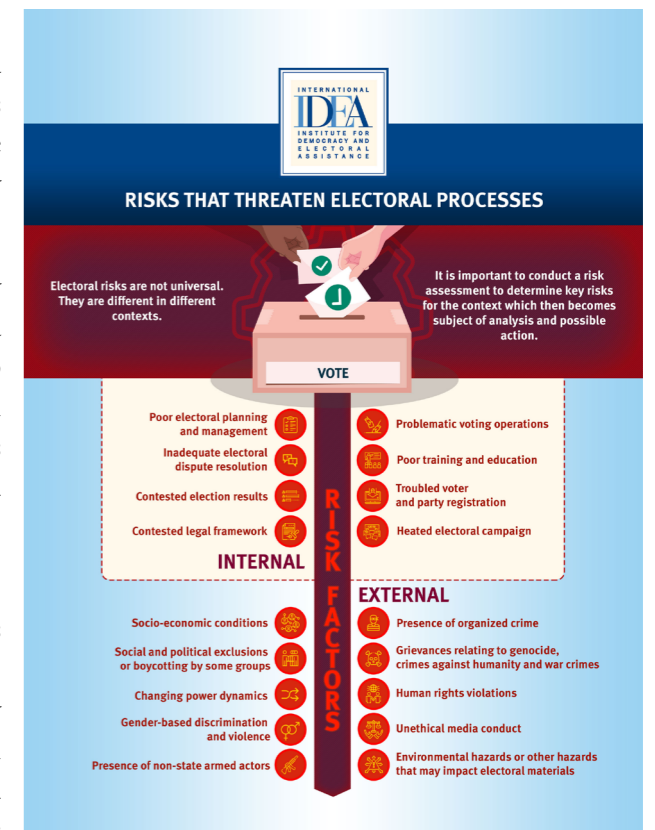 INTERNATIONAL
IDEA
INSTITUTE FOR
DEMOCRACY AND
ELECTORAL
ASSISTANCE
RISKS THAT THREATEN ELECTORAL PROCESSES
Electoral risks are not universal.
They are different in different
contexts.
It is important to conduct a risk
assessment to determine key risks
for the context which then becomes
subject of analysis and possible
action.
VOTE
RISK FACTORS
Poor electoral planning
and management
Inadequate electoral
dispute resolution
Contested election results
Contested legal framework
INTERNAL
Problematic voting operations
Poor training and education
Troubled voter
and party registration
Heated electoral campaign
EXTERNAL
Socio-economic conditions
Social and political exclusions
or boycotting by some groups
Changing power dynamics
Gender-based discrimination
and violence
Presence of non-state armed actors
Presence of organized crime
Grievances relating to genocide,
crimes against humanity and war crimes
Human rights violations
Unethical media conduct
Environmental hazards or other hazards
that may impact electoral materials